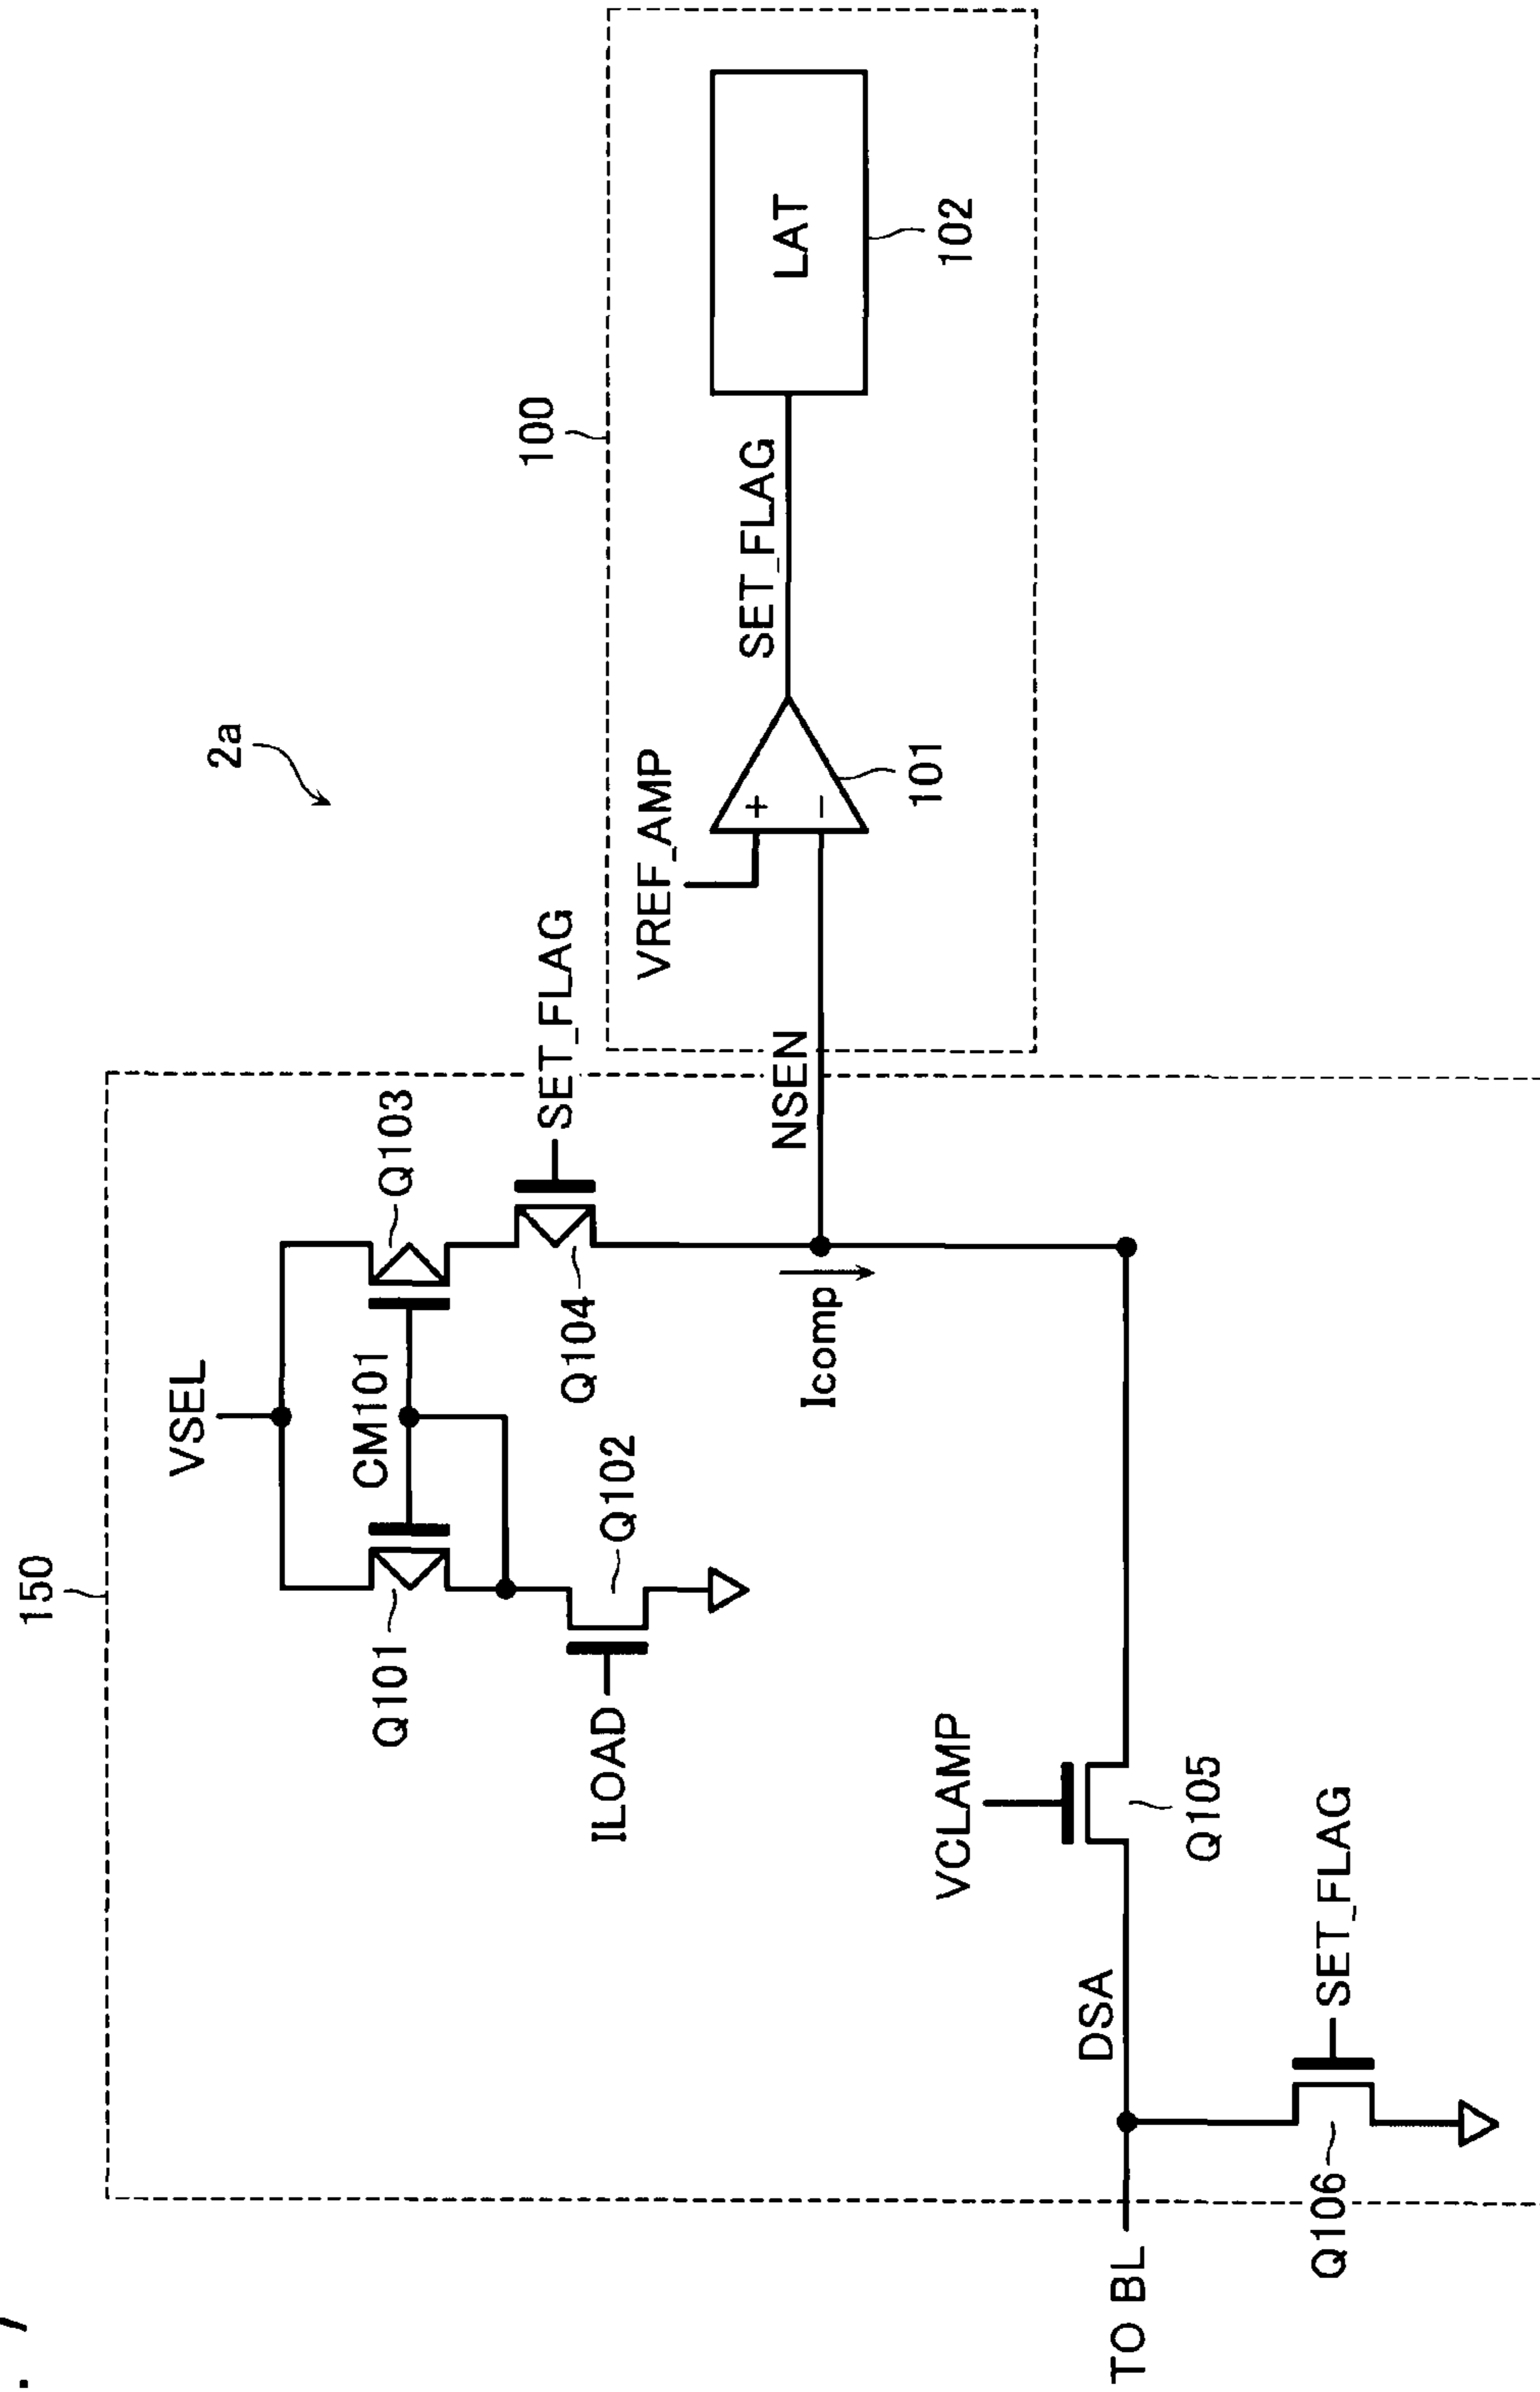 2a
150
VSEL
Q101
CM101
Q103
ILOAD
Q102
Q104
SET_FLAG
100
VREF_AMP
+
−
101
SET_FLAG
LAT
102
NSEN
Icomp
VCLAMP
Q105
DSA
TO BL
Q106
SET_FLAG